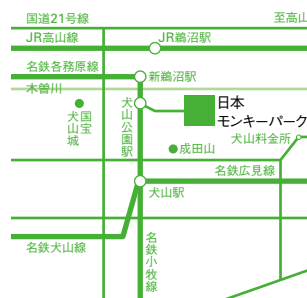 国道21号線
至高山
JR高山線
JR鵜沼駅
名鉄各務原線
新鵜沼駅
木曽川
犬山公園駅
日本
モンキーパーク
国宝
犬山城
犬山料金所
成田山
名鉄広見線
犬山駅
名鉄犬山線
名鉄小牧線